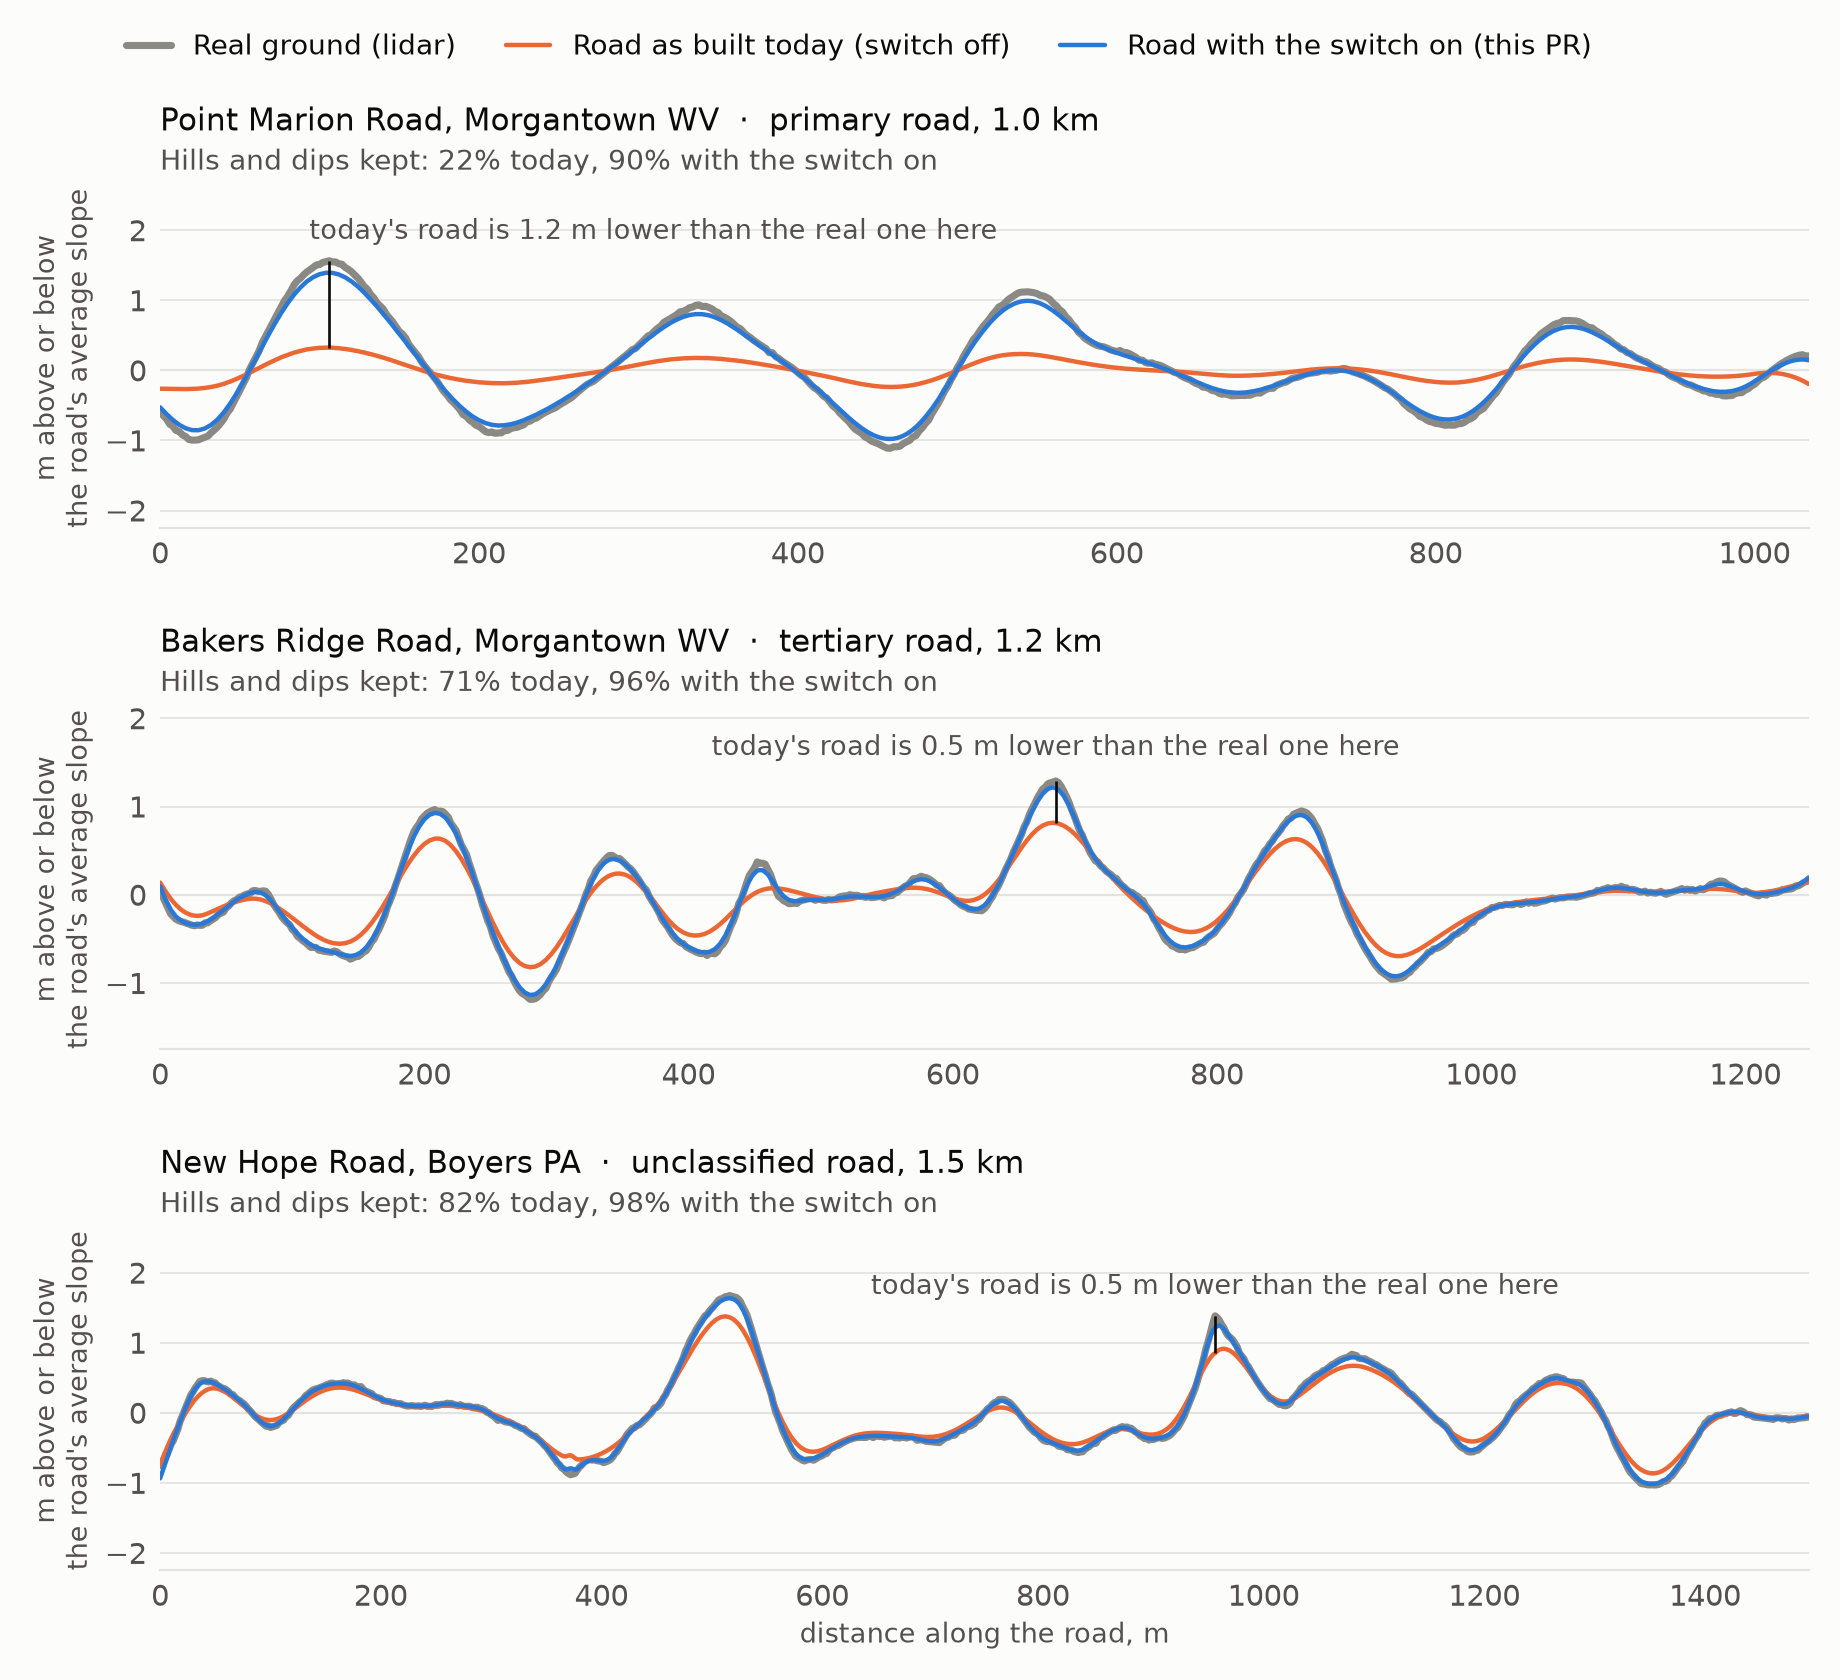 Real ground (lidar)
Road as built today (switch off)
Road with the switch on (this PR)
Point Marion Road, Morgantown WV · primary road, 1.0 km
Hills and dips kept: 22% today, 90% with the switch on
m above or below
the road's average slope
today's road is 1.2 m lower than the real one here
2
1
0
−1
−2
0 200 400 600 800 1000
Bakers Ridge Road, Morgantown WV · tertiary road, 1.2 km
Hills and dips kept: 71% today, 96% with the switch on
m above or below
the road's average slope
today's road is 0.5 m lower than the real one here
2
1
0
−1
0 200 400 600 800 1000 1200
New Hope Road, Boyers PA · unclassified road, 1.5 km
Hills and dips kept: 82% today, 98% with the switch on
m above or below
the road's average slope
today's road is 0.5 m lower than the real one here
2
1
0
−1
−2
0 200 400 600 800 1000 1200 1400
distance along the road, m